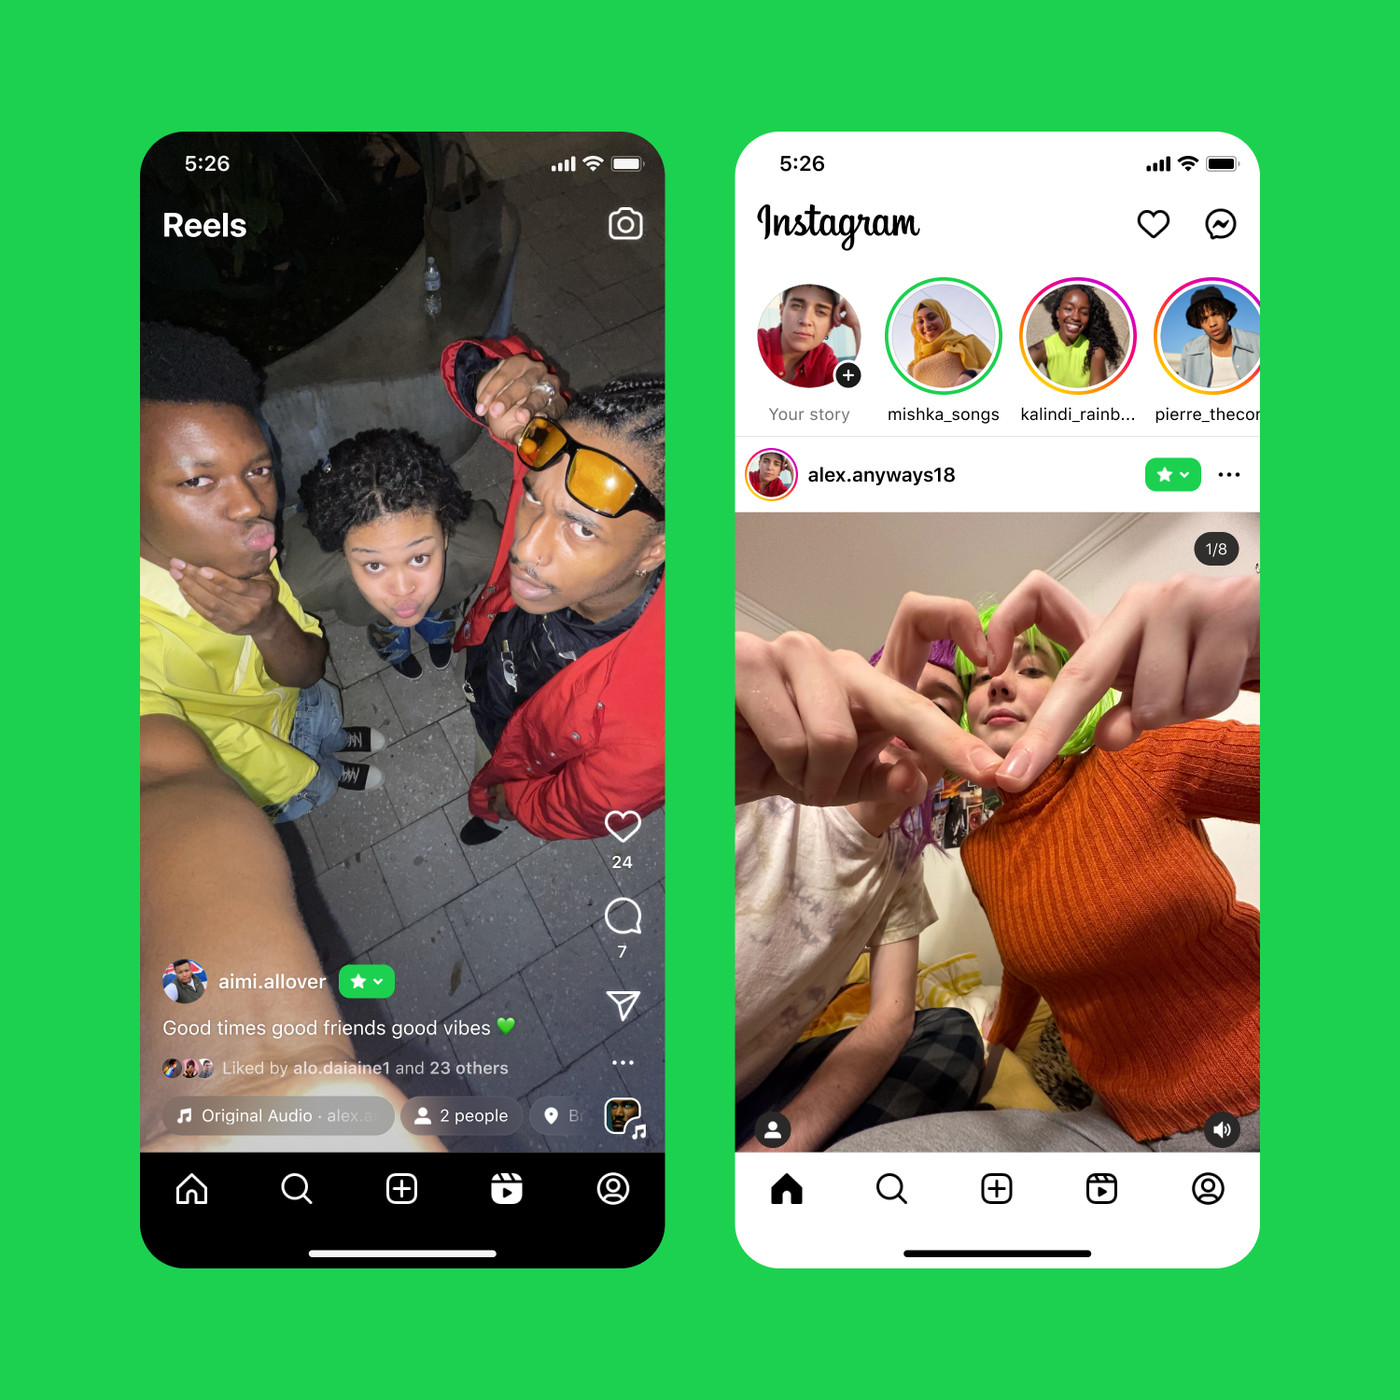 5:26
Reels
24
7
aimi.allover
Good times good friends good vibes 💚
Liked by alo.daiaine1 and 23 others
Original Audio · alex.a
2 people
5:26
Instagram
Your story
mishka_songs
kalindi_rainb...
pierre_thecor
alex.anyways18
1/8